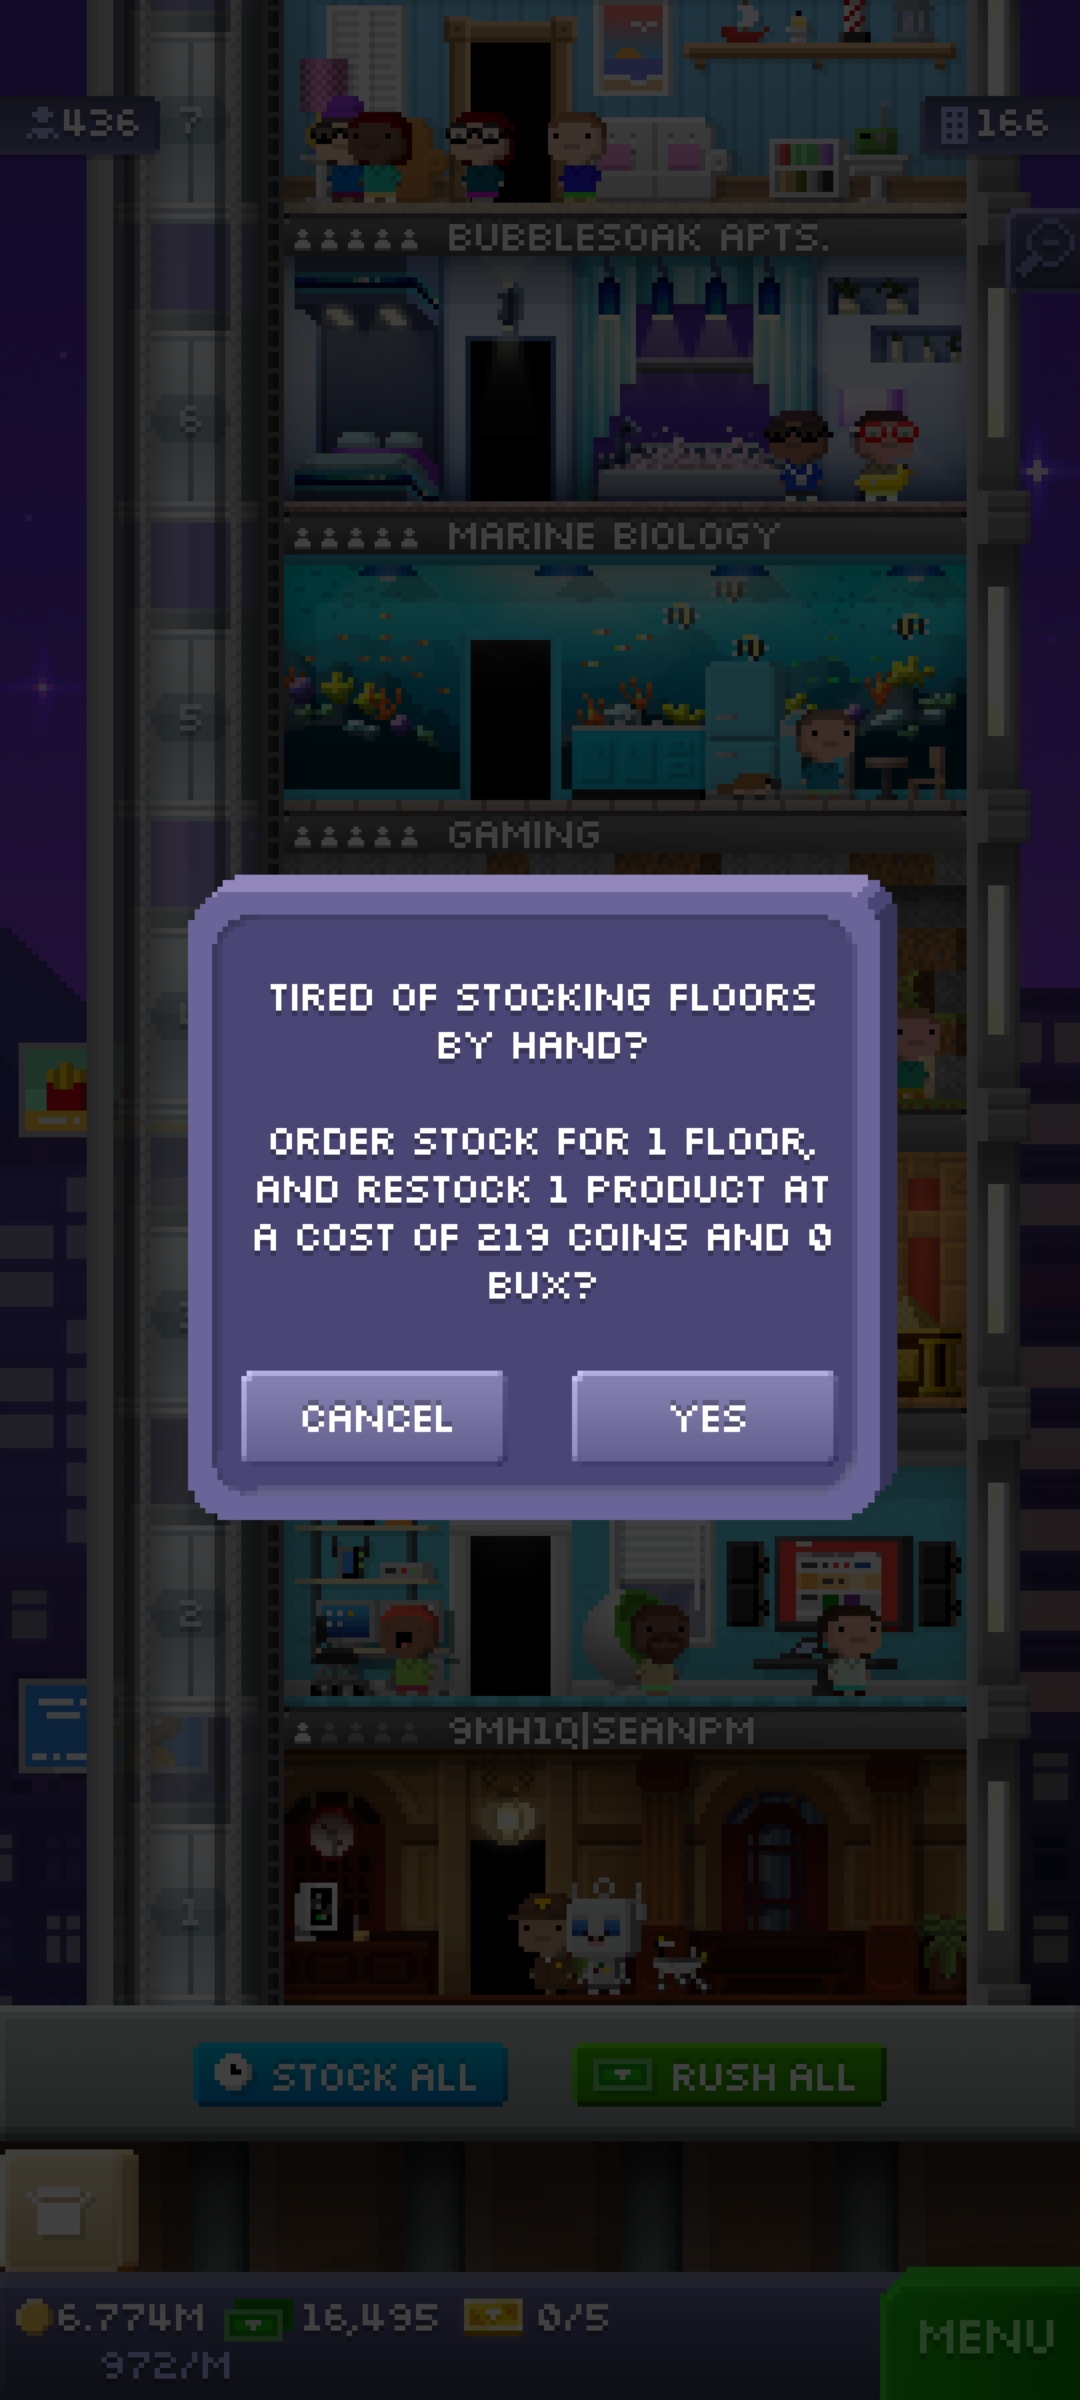 436
7
166
BUBBLESOAK APTS.
6
MARINE BIOLOGY
5
GAMING
TIRED OF STOCKING FLOORS
BY HAND?
ORDER STOCK FOR 1 FLOOR,
AND RESTOCK 1 PRODUCT AT
A COST OF 219 COINS AND 0
BUX?
CANCEL
YES
2
9MH1Q|SEANPM
1
STOCK ALL
RUSH ALL
6.774M
16,495
0/5
972/M
MENU